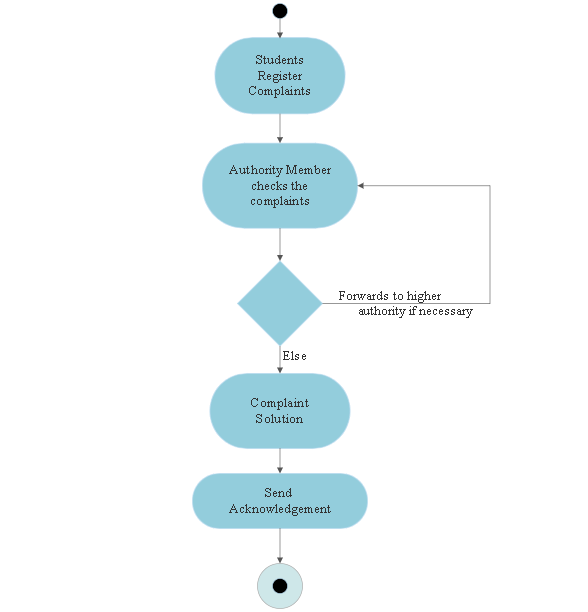 Students
Register
Complaints
Authority Member
checks the
complaints
Forwards to higher
authority if necessary
Else
Complaint
Solution
Send
Acknowledgement